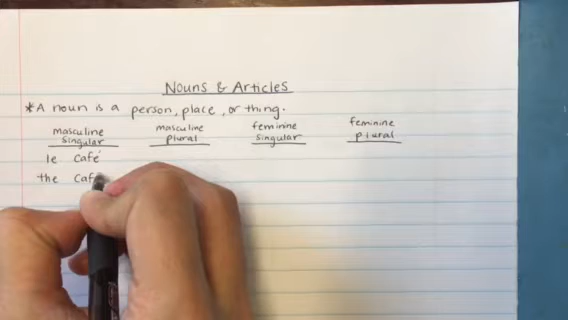 Nouns & Articles
*A noun is a person, place, or thing.
masculine singular masculine plural feminine singular feminine plural
le café
the caf